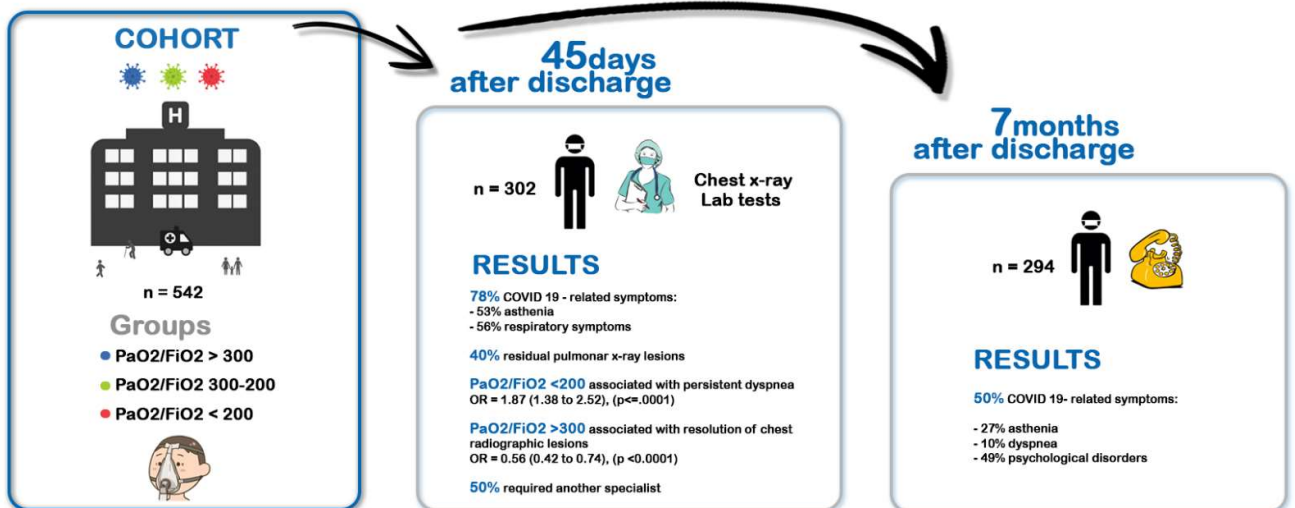 COHORT
H
n = 542
Groups
PaO2/FiO2 > 300
PaO2/FiO2 300-200
PaO2/FiO2 < 200
45days
after discharge
n = 302
Chest x-ray
Lab tests
RESULTS
78% COVID 19 - related symptoms:
- 53% asthenia
- 56% respiratory symptoms
40% residual pulmonar x-ray lesions
PaO2/FiO2 <200 associated with persistent dyspnea
OR = 1.87 (1.38 to 2.52), (p<=.0001)
PaO2/FiO2 >300 associated with resolution of chest
radiographic lesions
OR = 0.56 (0.42 to 0.74), (p <0.0001)
50% required another specialist
7months
after discharge
n = 294
RESULTS
50% COVID 19- related symptoms:
- 27% asthenia
- 10% dyspnea
- 49% psychological disorders